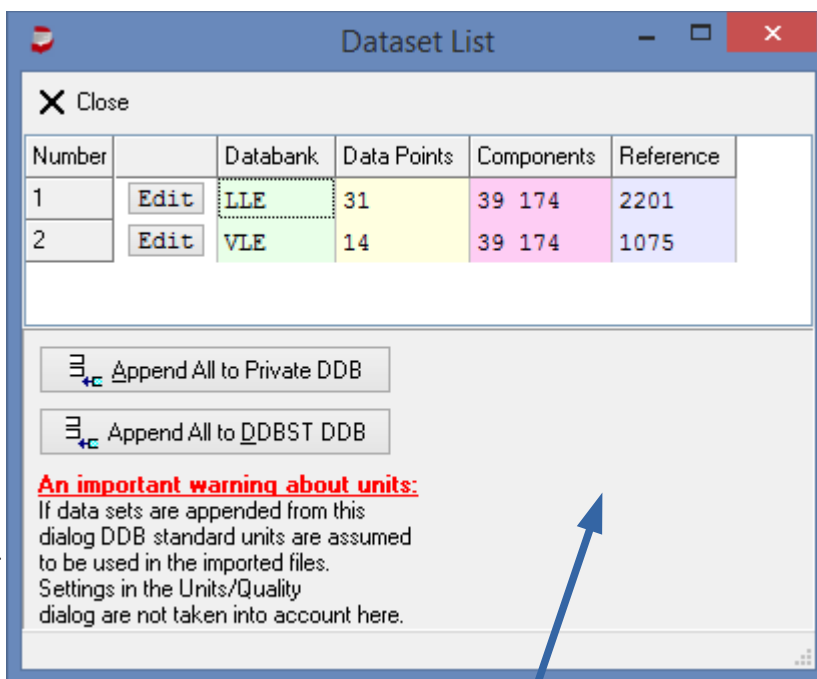 Dataset List
Close
Number Databank Data Points Components Reference
1 Edit LLE 31 39 174 2201
2 Edit VLE 14 39 174 1075
Append All to Private DDB
Append All to DDBST DDB
An important warning about units:
If data sets are appended from this
dialog DDB standard units are assumed
to be used in the imported files.
Settings in the Units/Quality
dialog are not taken into account here.